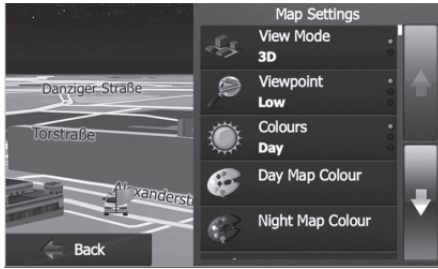 Map Settings
View Mode
3D
Viewpoint
Low
Colours
Day
Day Map Colour
Night Map Colour
Danziger Straße
Torstraße
Back